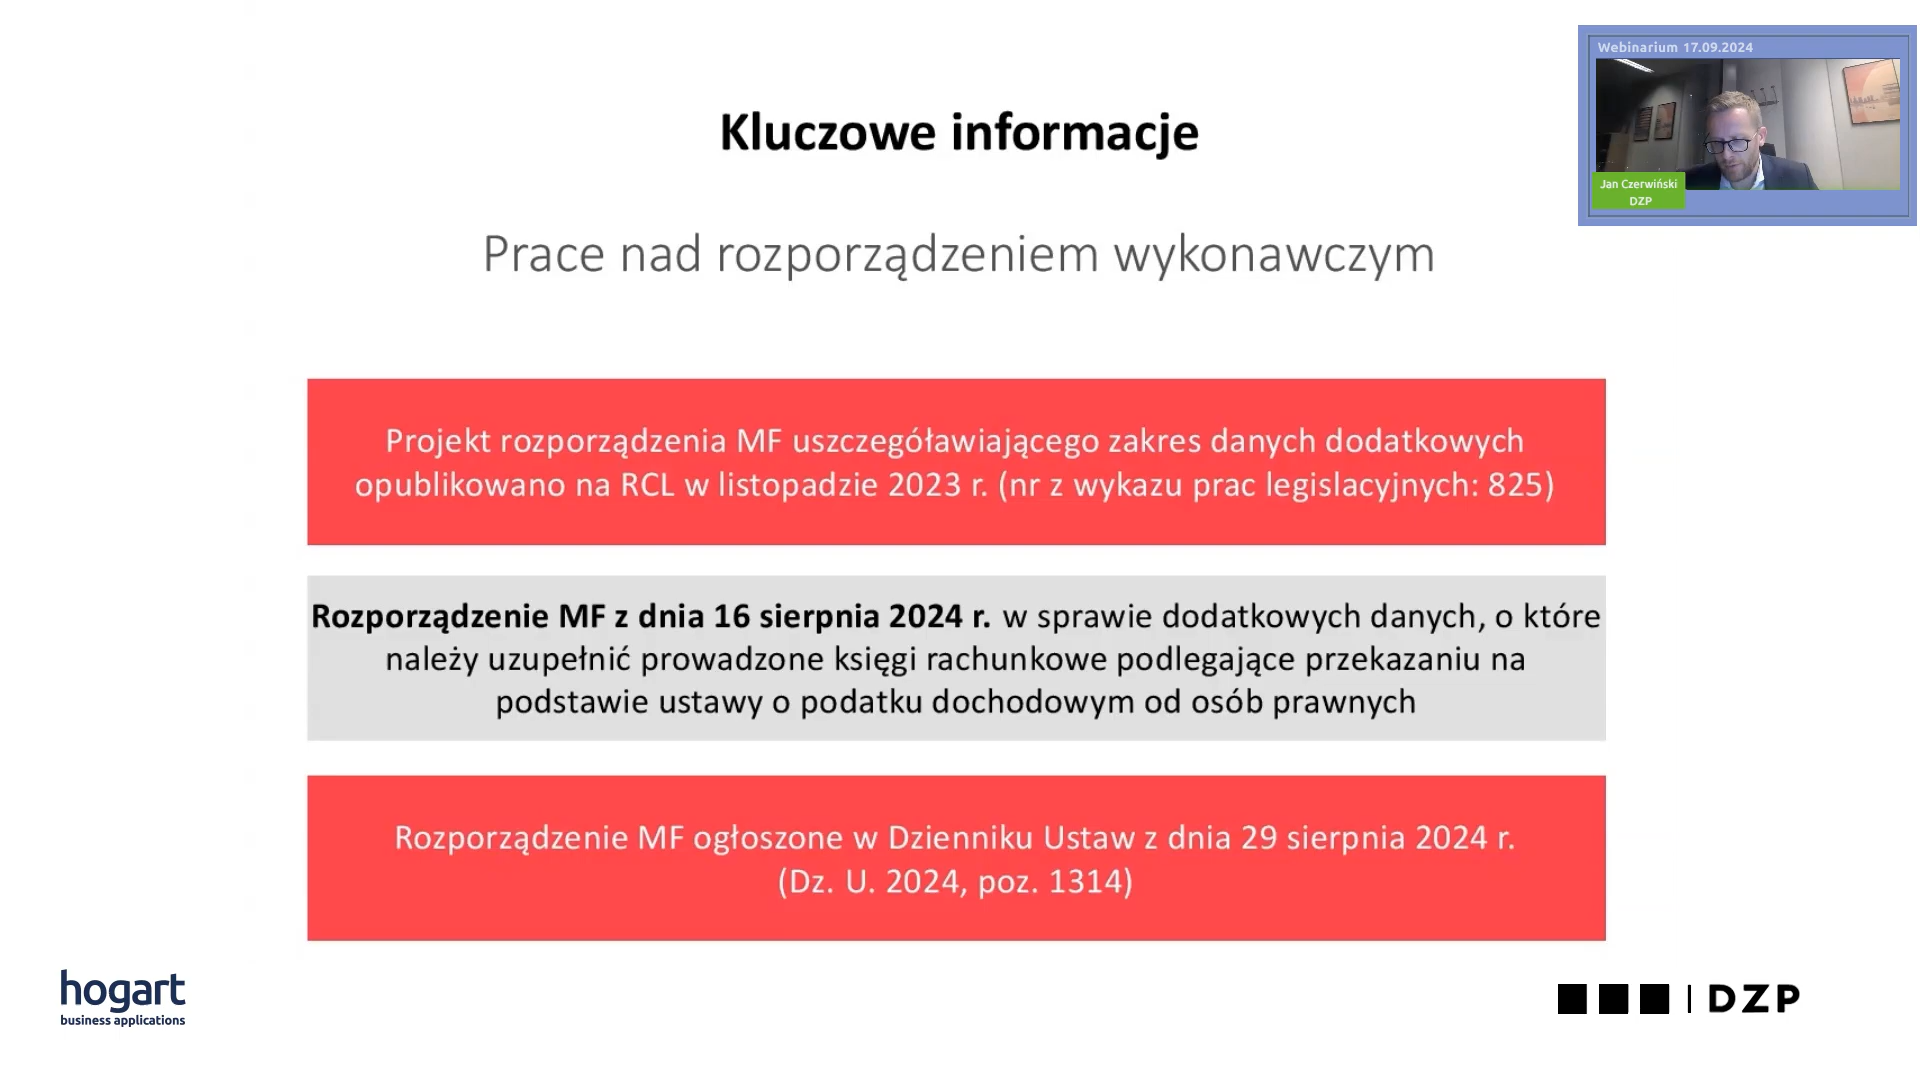 Webinarium 17.09.2024
Jan Czerwiński
DZP
Kluczowe informacje
Prace nad rozporządzeniem wykonawczym
Projekt rozporządzenia MF uszczegóławiającego zakres danych dodatkowych
opublikowano na RCL w listopadzie 2023 r. (nr z wykazu prac legislacyjnych: 825)
Rozporządzenie MF z dnia 16 sierpnia 2024 r. w sprawie dodatkowych danych, o które
należy uzupełnić prowadzone księgi rachunkowe podlegające przekazaniu na
podstawie ustawy o podatku dochodowym od osób prawnych
Rozporządzenie MF ogłoszone w Dzienniku Ustaw z dnia 29 sierpnia 2024 r.
(Dz. U. 2024, poz. 1314)
hogart
business applications
DZP